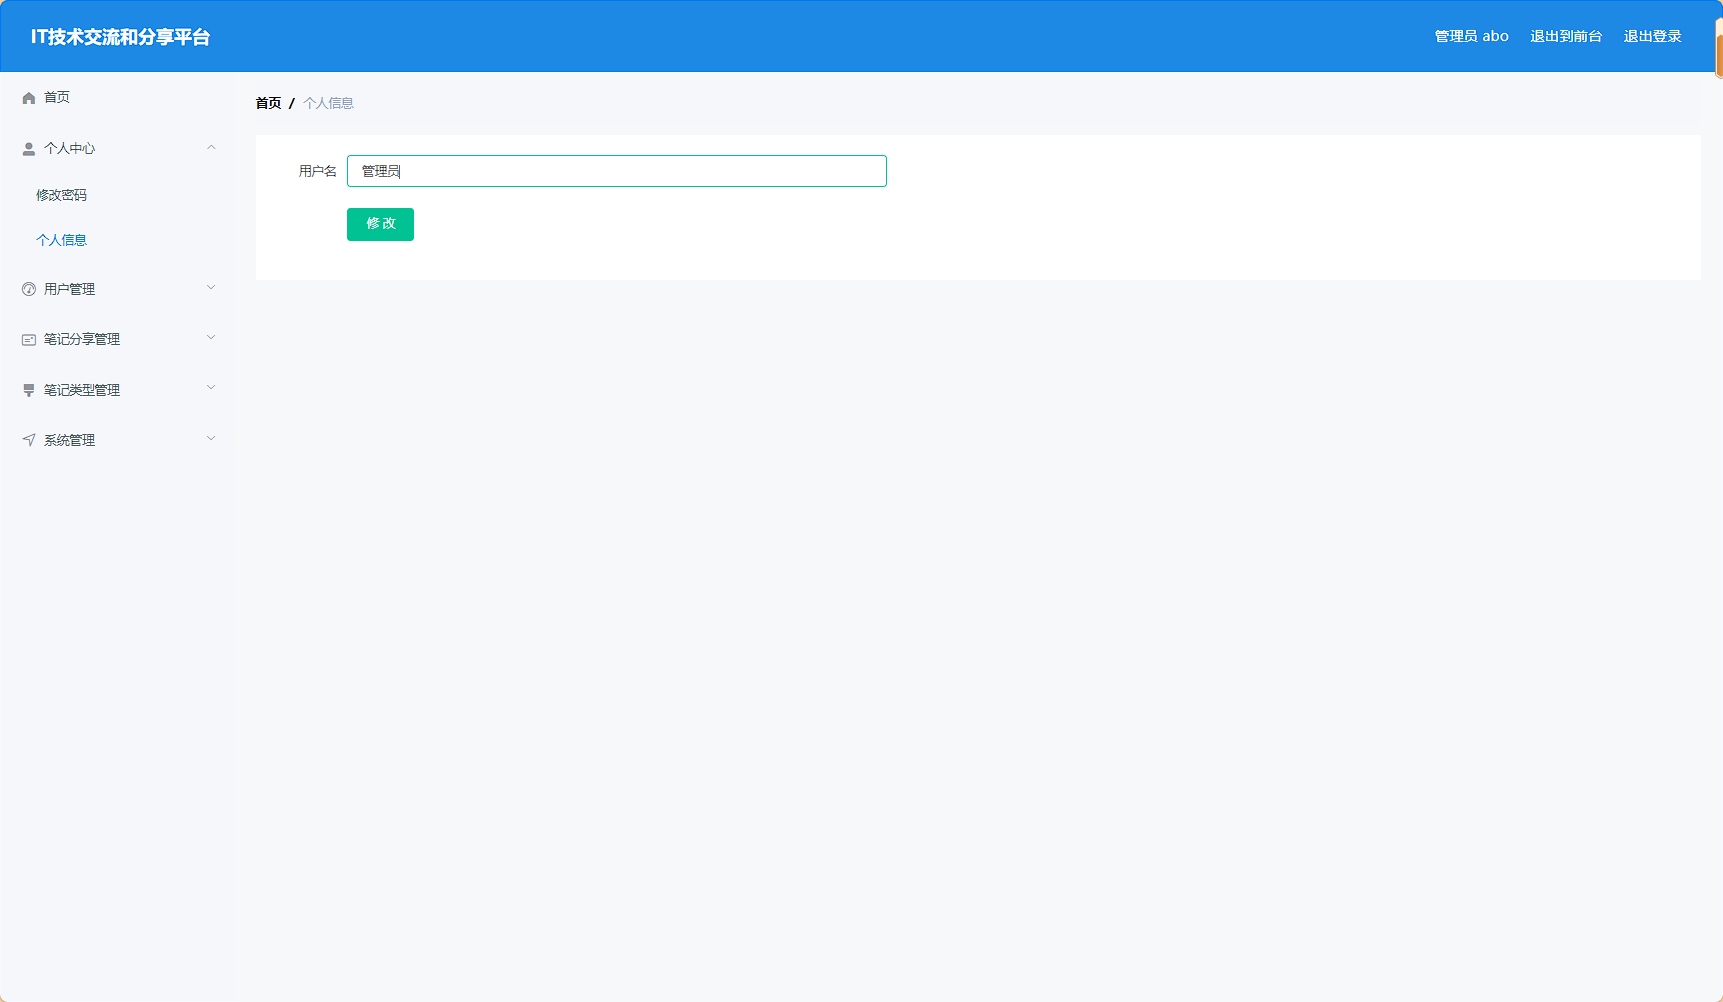 IT技术交流和分享平台
管理员 abo 退出到前台 退出登录
首页
个人中心
修改密码
个人信息
用户管理
笔记分享管理
笔记类型管理
系统管理
首页 / 个人信息
用户名 管理员
修改